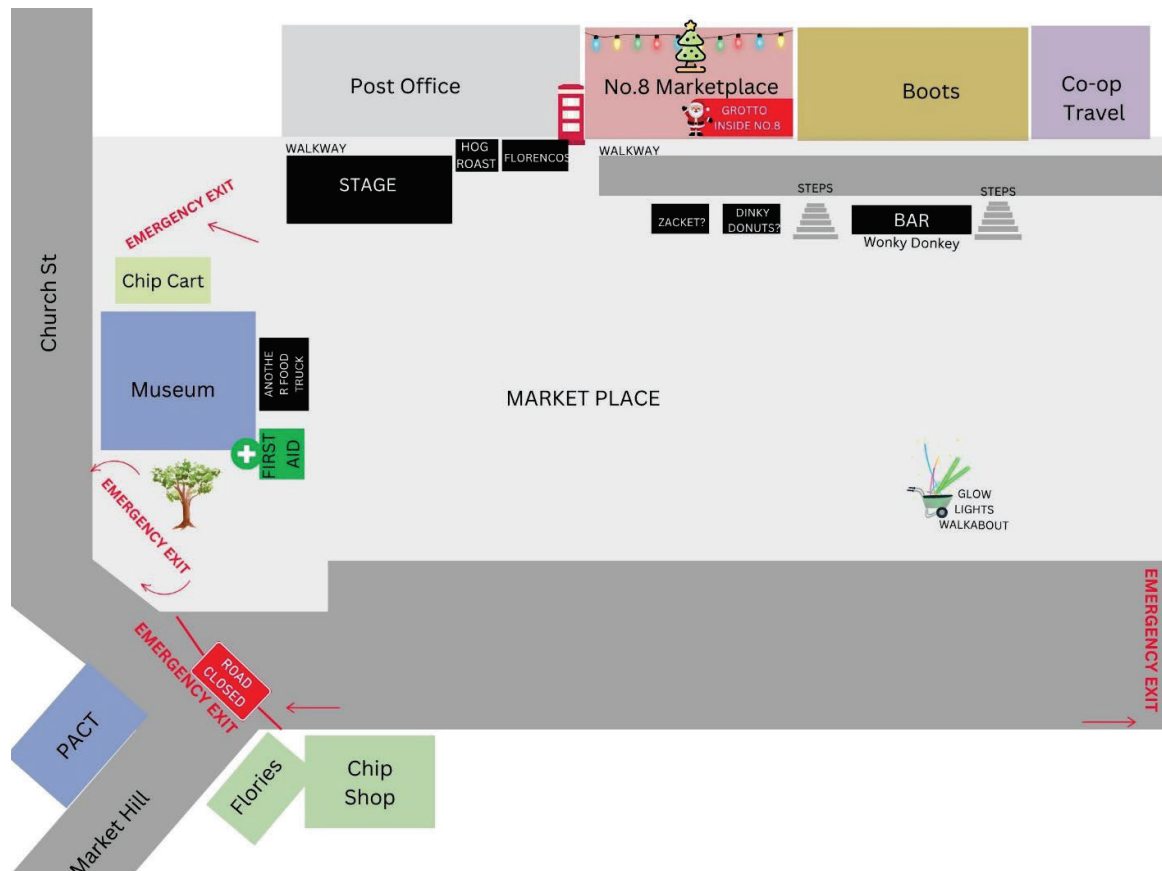 Post Office
No.8 Marketplace
GROTTO
INSIDE NO.8
Boots
Co-op
Travel
WALKWAY
HOG
ROAST
FLORENCOS
WALKWAY
STAGE
EMERGENCY EXIT
ZACKET?
DINKY
DONUTS?
STEPS
BAR
Wonky Donkey
STEPS
Church St
Chip Cart
Museum
ANOTHE
R FOOD
TRUCK
MARKET PLACE
FIRST
AID
EMERGENCY EXIT
GLOW
LIGHTS
WALKABOUT
EMERGENCY EXIT
ROAD
CLOSED
EMERGENCY EXIT
PACT
Market Hill
Flories
Chip
Shop